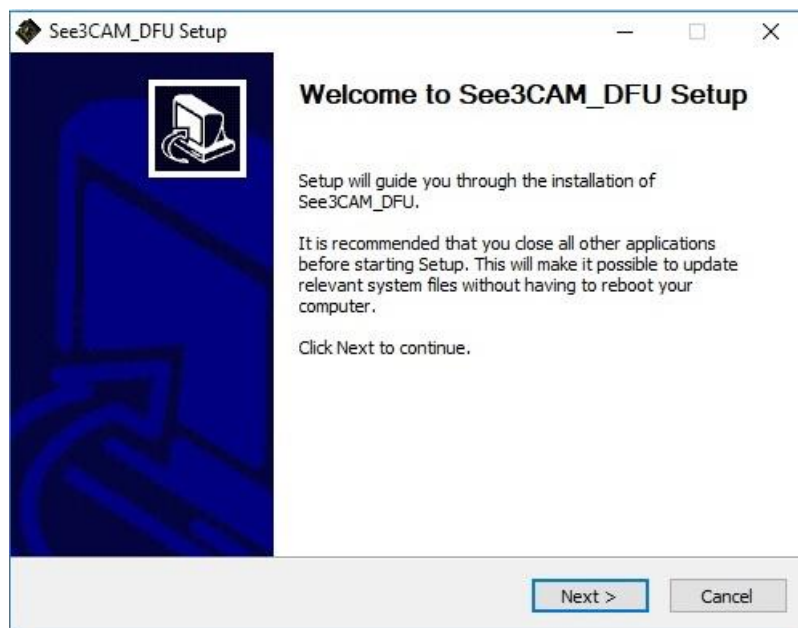 See3CAM_DFU Setup
Welcome to See3CAM_DFU Setup
Setup will guide you through the installation of
See3CAM_DFU.
It is recommended that you close all other applications
before starting Setup. This will make it possible to update
relevant system files without having to reboot your
computer.
Click Next to continue.
Next >
Cancel